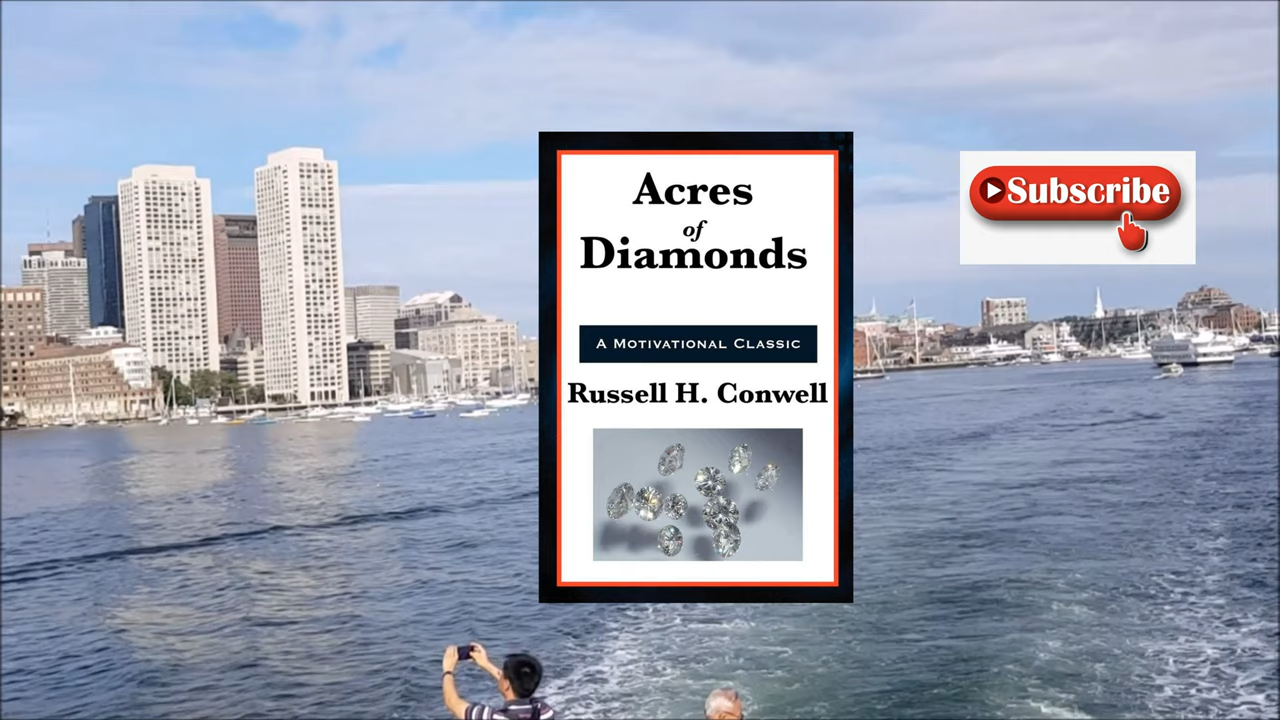 Acres
of
Diamonds
A Motivational Classic
Russell H. Conwell
Subscribe